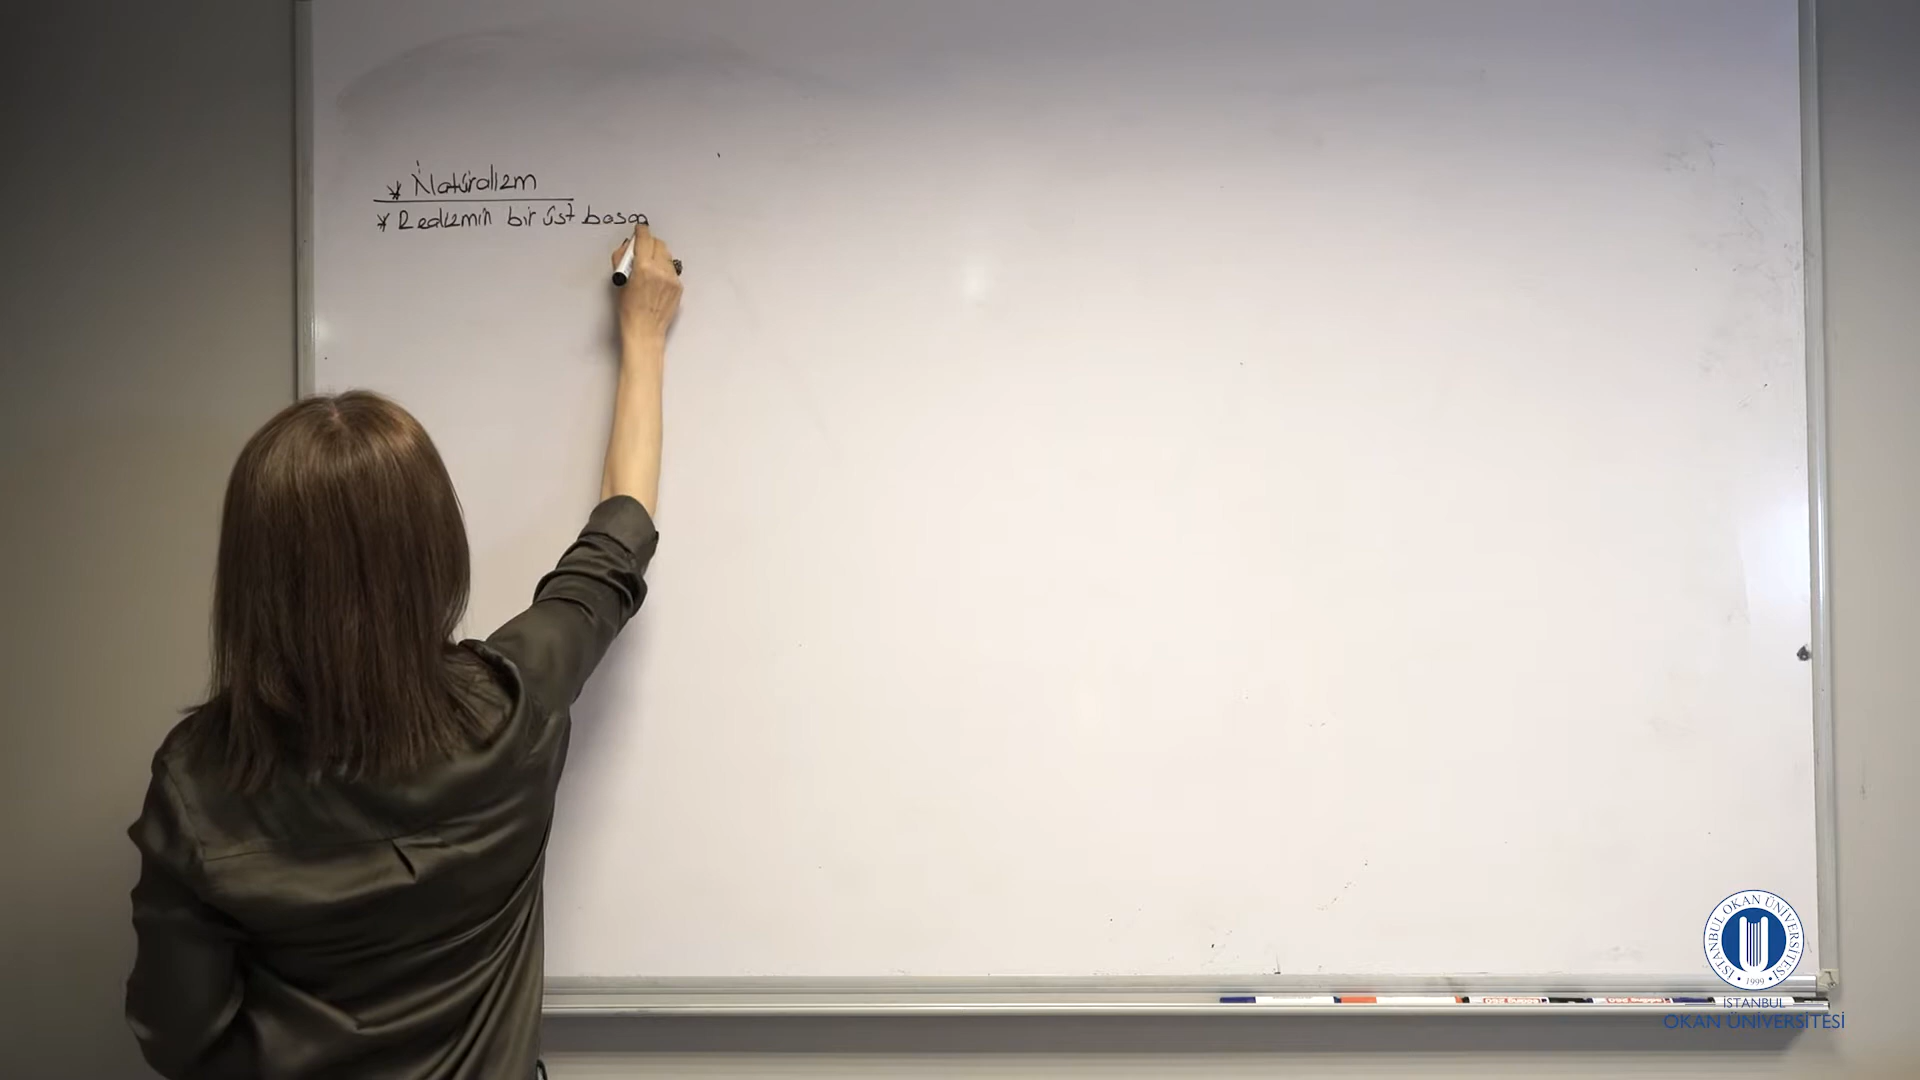 * Natüralizm
* Realizmin bir üst basa
İSTANBUL OKAN ÜNİVERSİTESİ
• 1999 •
İSTANBUL
OKAN ÜNİVERSİTESİ